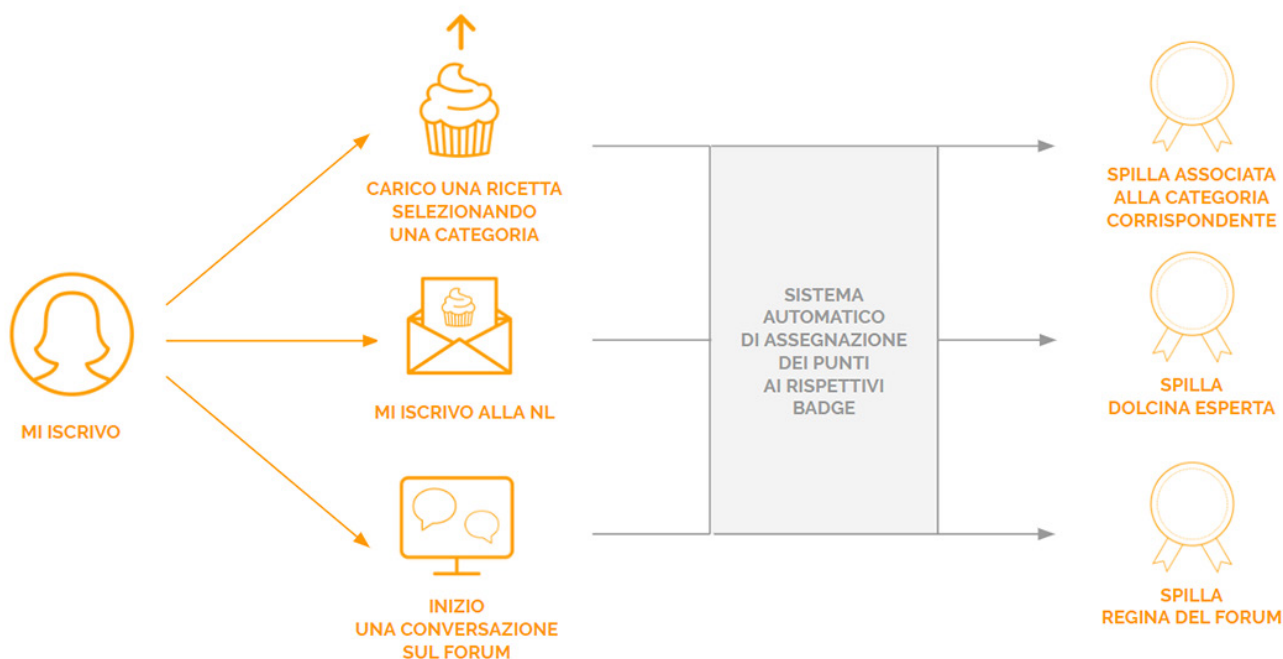 MI ISCRIVO
CARICO UNA RICETTA
SELEZIONANDO
UNA CATEGORIA
MI ISCRIVO ALLA NL
INIZIO
UNA CONVERSAZIONE
SUL FORUM
SISTEMA
AUTOMATICO
DI ASSEGNAZIONE
DEI PUNTI
AI RISPETTIVI
BADGE
SPILLA ASSOCIATA
ALLA CATEGORIA
CORRISPONDENTE
SPILLA
DOLCINA ESPERTA
SPILLA
REGINA DEL FORUM